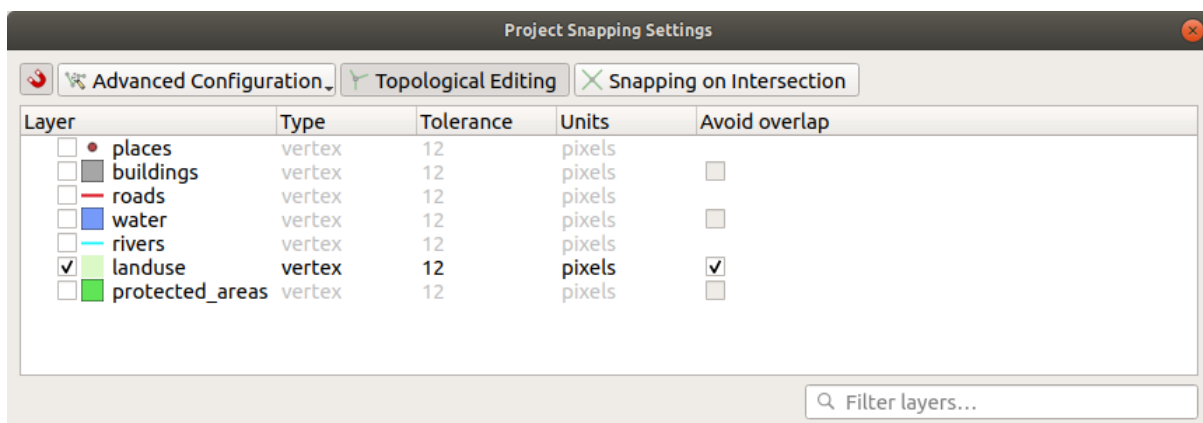 Project Snapping Settings
Advanced Configuration Topological Editing Snapping on Intersection
Layer Type Tolerance Units Avoid overlap
places vertex 12 pixels
buildings vertex 12 pixels
roads vertex 12 pixels
water vertex 12 pixels
rivers vertex 12 pixels
landuse vertex 12 pixels
protected_areas vertex 12 pixels
Filter layers...